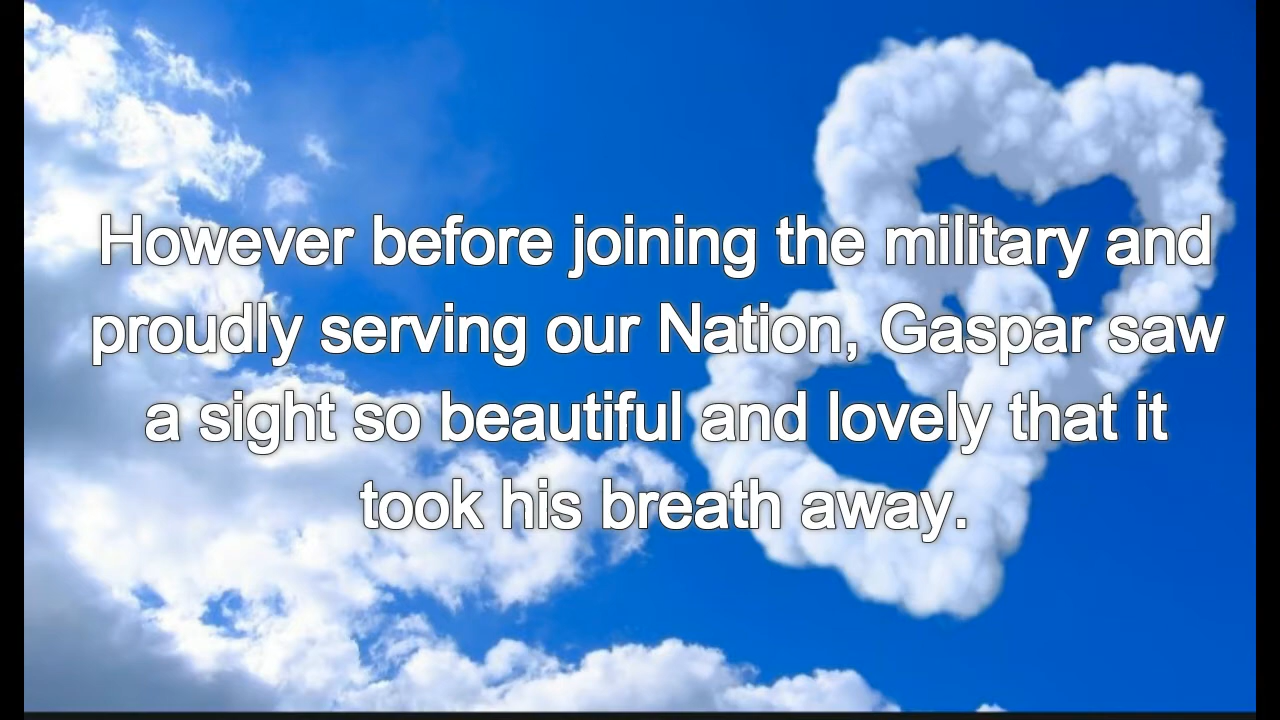 However before joining the military and
proudly serving our Nation, Gaspar saw
a sight so beautiful and lovely that it
took his breath away.